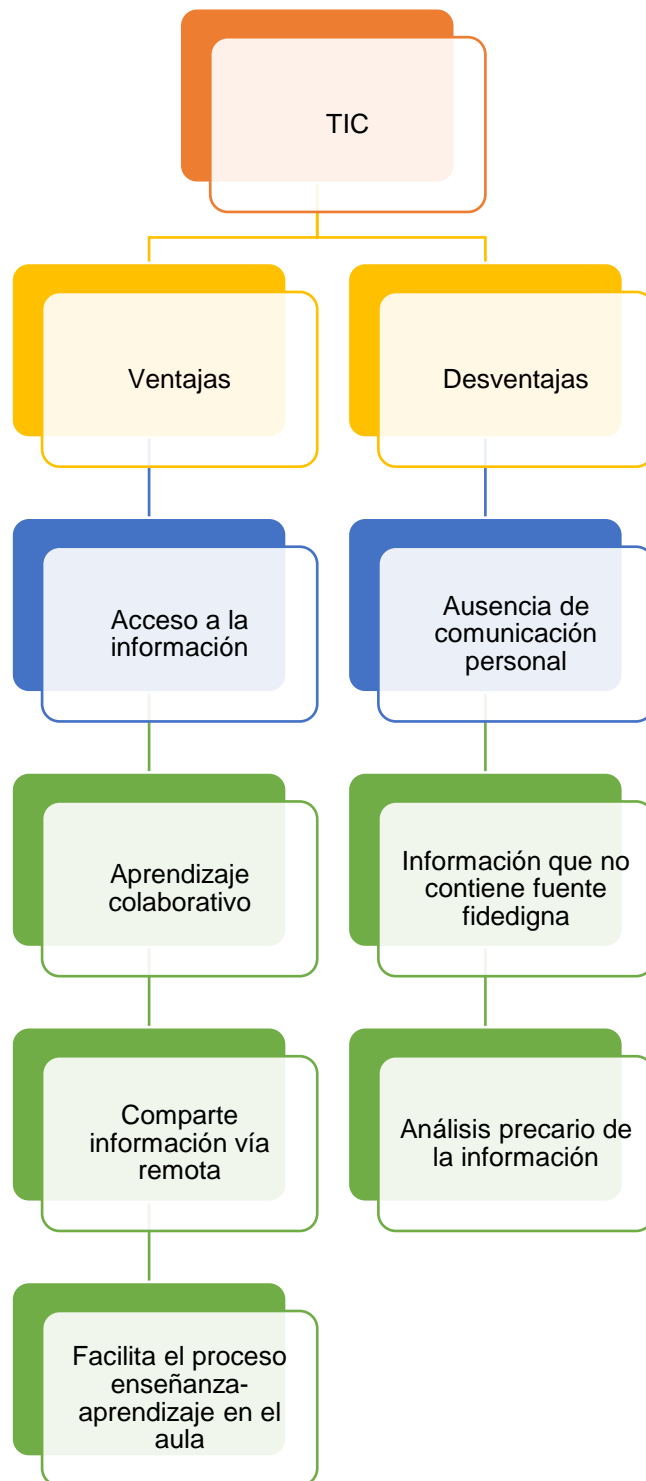 TIC
Ventajas
Desventajas
Acceso a la
información
Ausencia de
comunicación
personal
Aprendizaje
colaborativo
Información que no
contiene fuente
fidedigna
Comparte
información vía
remota
Análisis precario de
la información
Facilita el proceso
enseñanza-
aprendizaje en el
aula